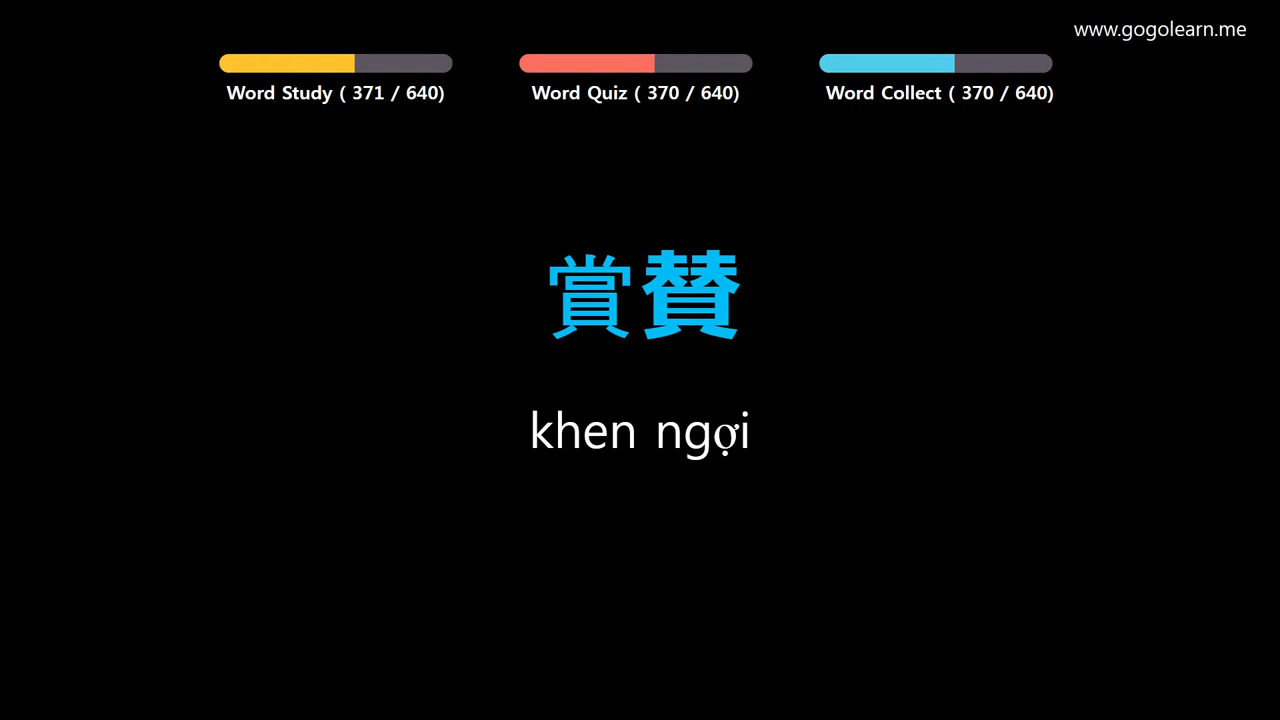 www.gogolearn.me
Word Study ( 371 / 640)
Word Quiz ( 370 / 640)
Word Collect ( 370 / 640)
賞賛
khen ngợi